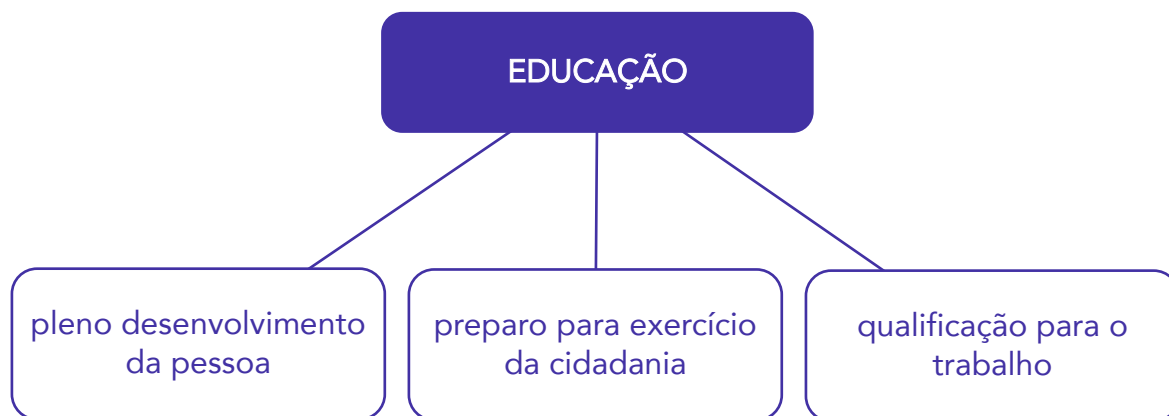 EDUCAÇÃO
pleno desenvolvimento
da pessoa
preparo para exercício
da cidadania
qualificação para o
trabalho